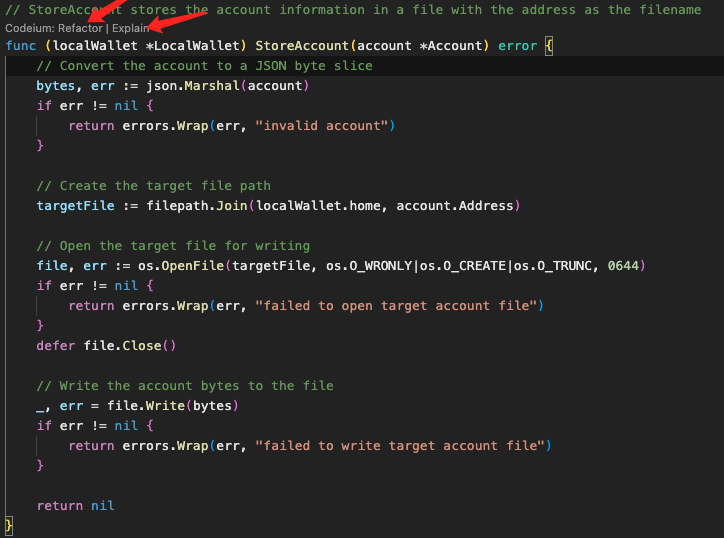 // StoreAccount stores the account information in a file with the address as the filename
Codeium: Refactor | Explain
func (localWallet *LocalWallet) StoreAccount(account *Account) error {
    // Convert the account to a JSON byte slice
    bytes, err := json.Marshal(account)
    if err != nil {
        return errors.Wrap(err, "invalid account")
    }

    // Create the target file path
    targetFile := filepath.Join(localWallet.home, account.Address)

    // Open the target file for writing
    file, err := os.OpenFile(targetFile, os.O_WRONLY|os.O_CREATE|os.O_TRUNC, 0644)
    if err != nil {
        return errors.Wrap(err, "failed to open target account file")
    }
    defer file.Close()

    // Write the account bytes to the file
    _, err = file.Write(bytes)
    if err != nil {
        return errors.Wrap(err, "failed to write target account file")
    }

    return nil
}